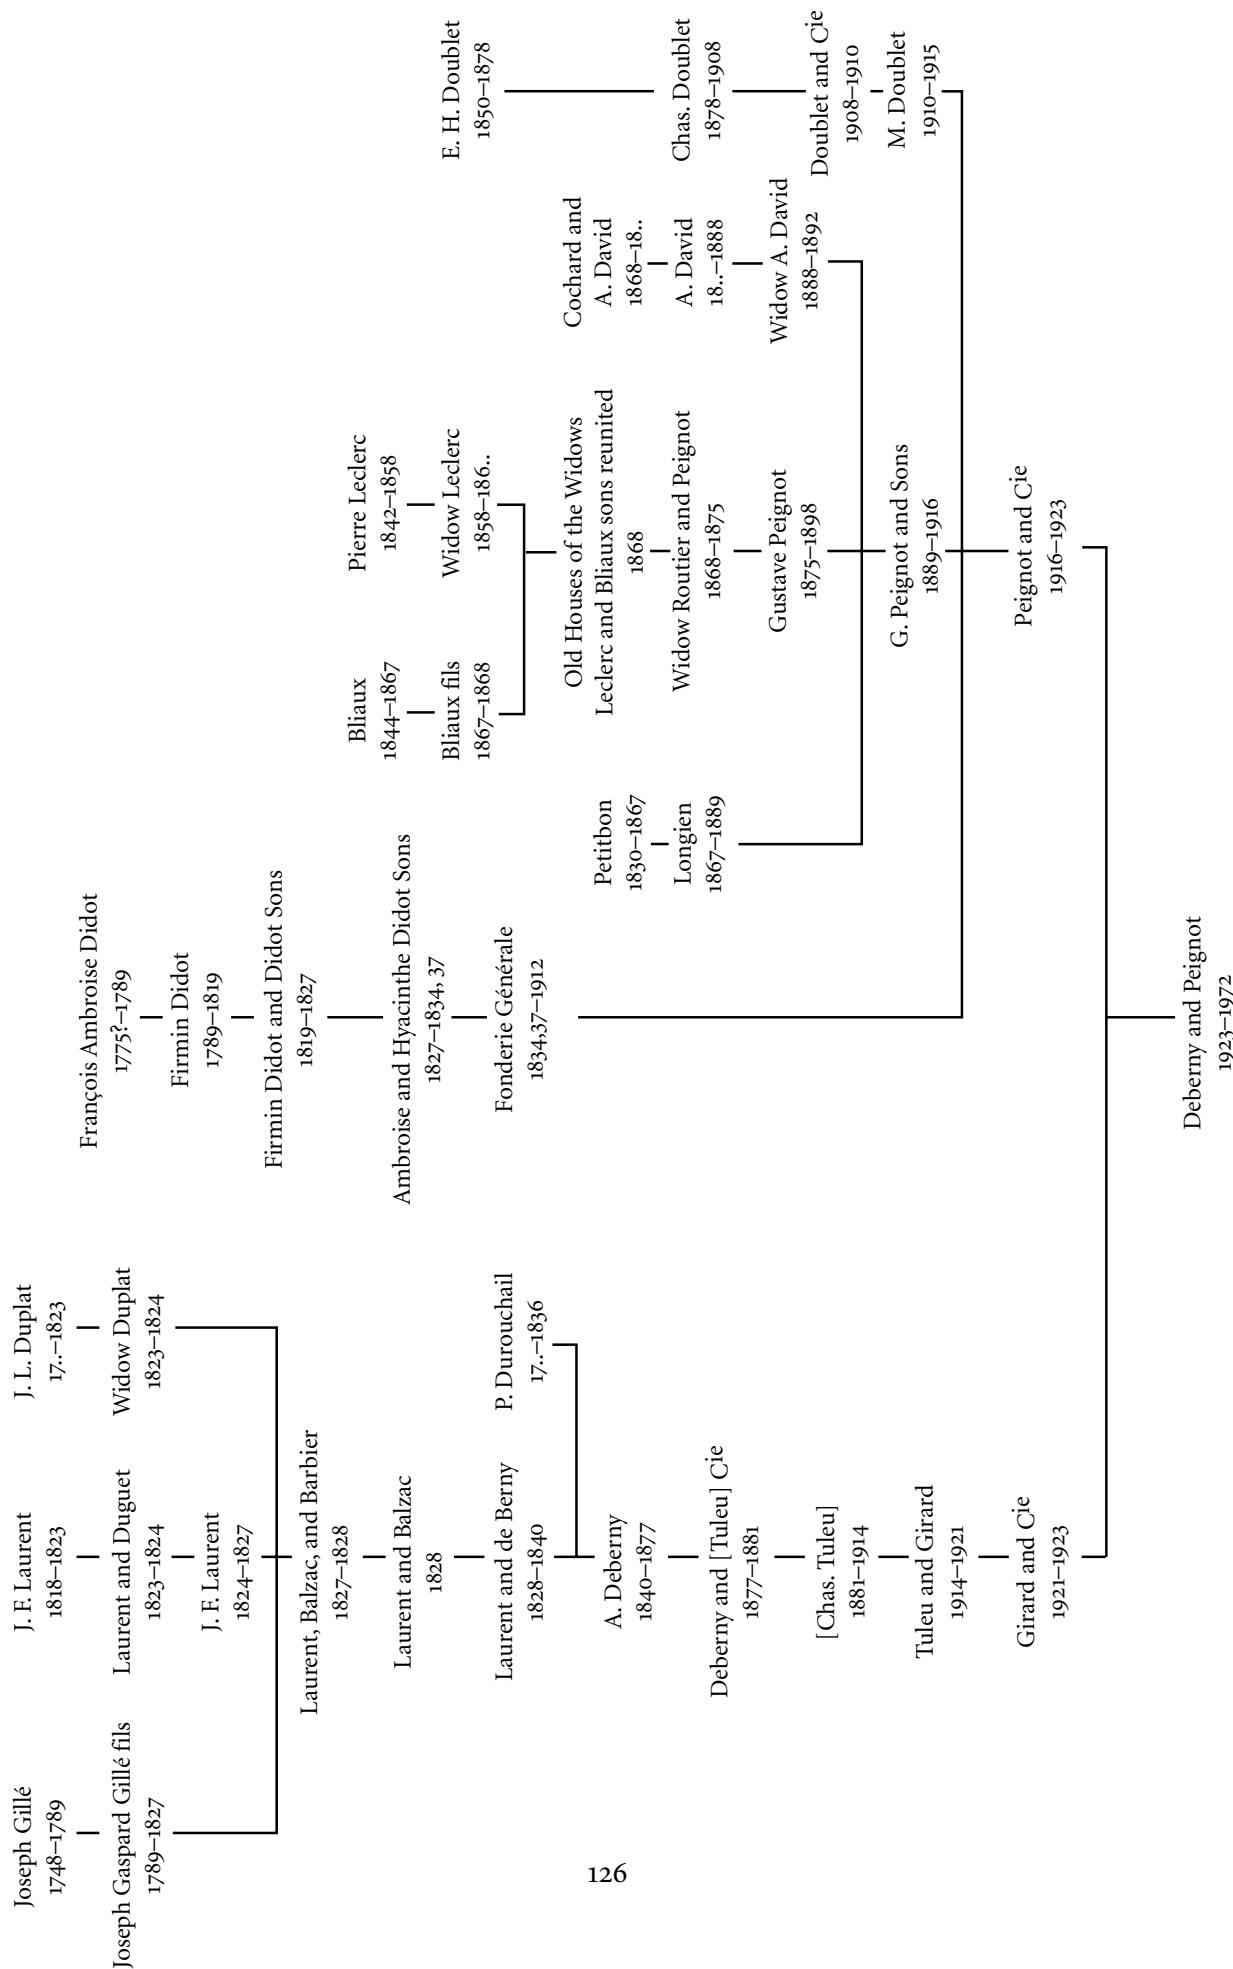 Joseph Gillé
1748–1789
Joseph Gaspard Gillé fils
1789–1827
J. F. Laurent
1818–1823
Laurent and Duguet
1823–1824
J. F. Laurent
1824–1827
J. L. Duplat
17..–1823
Widow Duplat
1823–1824
Laurent, Balzac, and Barbier
1827–1828
Laurent and Balzac
1828
Laurent and de Berny
1828–1840
P. Durouchail
17..–1836
A. Deberny
1840–1877
Deberny and [Tuleu] Cie
1877–1881
[Chas. Tuleu]
1881–1914
Tuleu and Girard
1914–1921
Girard and Cie
1921–1923
François Ambroise Didot
1775?–1789
Firmin Didot
1789–1819
Firmin Didot and Didot Sons
1819–1827
Ambroise and Hyacinthe Didot Sons
1827–1834, 37
Fonderie Générale
1834,37–1912
Petitbon
1830–1867
Longien
1867–1889
Bliaux
1844–1867
Bliaux fils
1867–1868
Pierre Leclerc
1842–1858
Widow Leclerc
1858–186..
Old Houses of the Widows
Leclerc and Bliaux sons reunited
1868
Widow Routier and Peignot
1868–1875
Gustave Peignot
1875–1898
Cochard and
A. David
1868–18..
A. David
18..–1888
Widow A. David
1888–1892
G. Peignot and Sons
1889–1916
E. H. Doublet
1850–1878
Chas. Doublet
1878–1908
Doublet and Cie
1908–1910
M. Doublet
1910–1915
Peignot and Cie
1916–1923
Deberny and Peignot
1923–1972
126